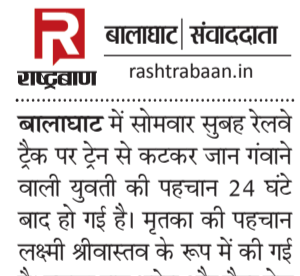 बालाघाट| संवाददाता
राष्ट्रबाण
rashtrabaan.in
बालाघाट में सोमवार सुबह रेलवे
ट्रैक पर ट्रेन से कटकर जान गंवाने
वाली युवती की पहचान 24 घंटे
बाद हो गई है। मृतका की पहचान
लक्ष्मी श्रीवास्तव के रूप में की गई